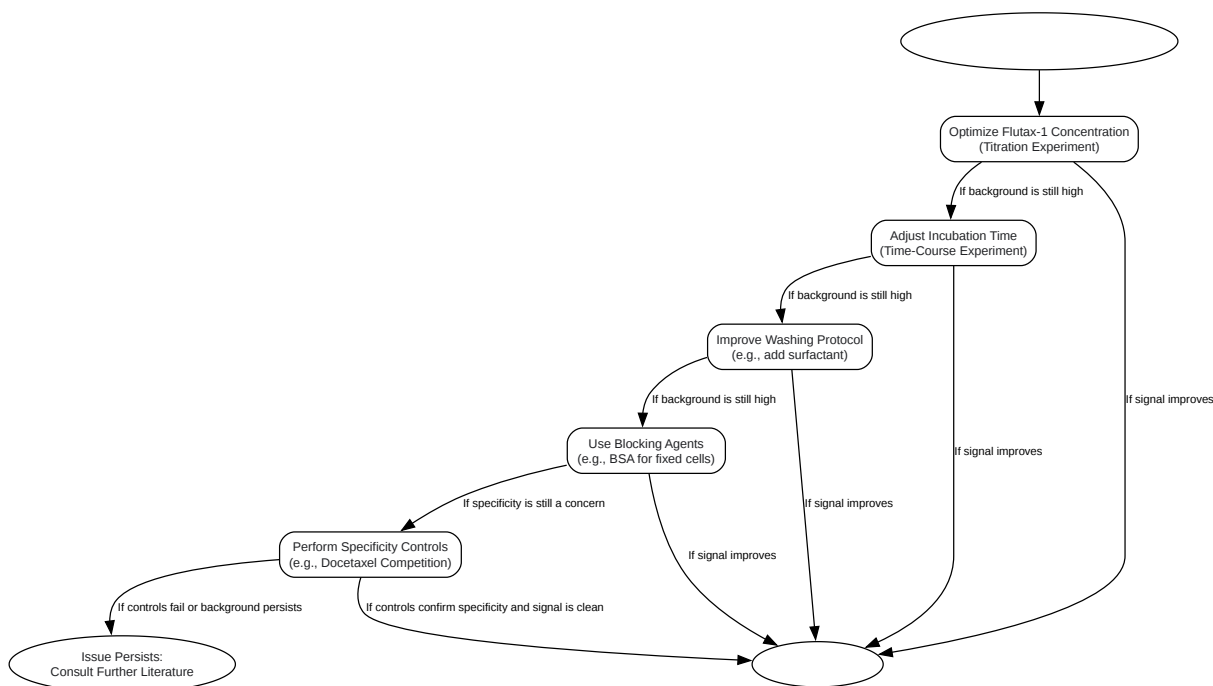 Optimize Flutax-1 Concentration
(Titration Experiment)
If background is still high
Adjust Incubation Time
(Time-Course Experiment)
If background is still high
Improve Washing Protocol
(e.g., add surfactant)
If background is still high
If signal improves
Use Blocking Agents
(e.g., BSA for fixed cells)
If signal improves
If specificity is still a concern
If signal improves
Perform Specificity Controls
(e.g., Docetaxel Competition)
If signal improves
If controls fail or background persists
If controls confirm specificity and signal is clean
Issue Persists:
Consult Further Literature